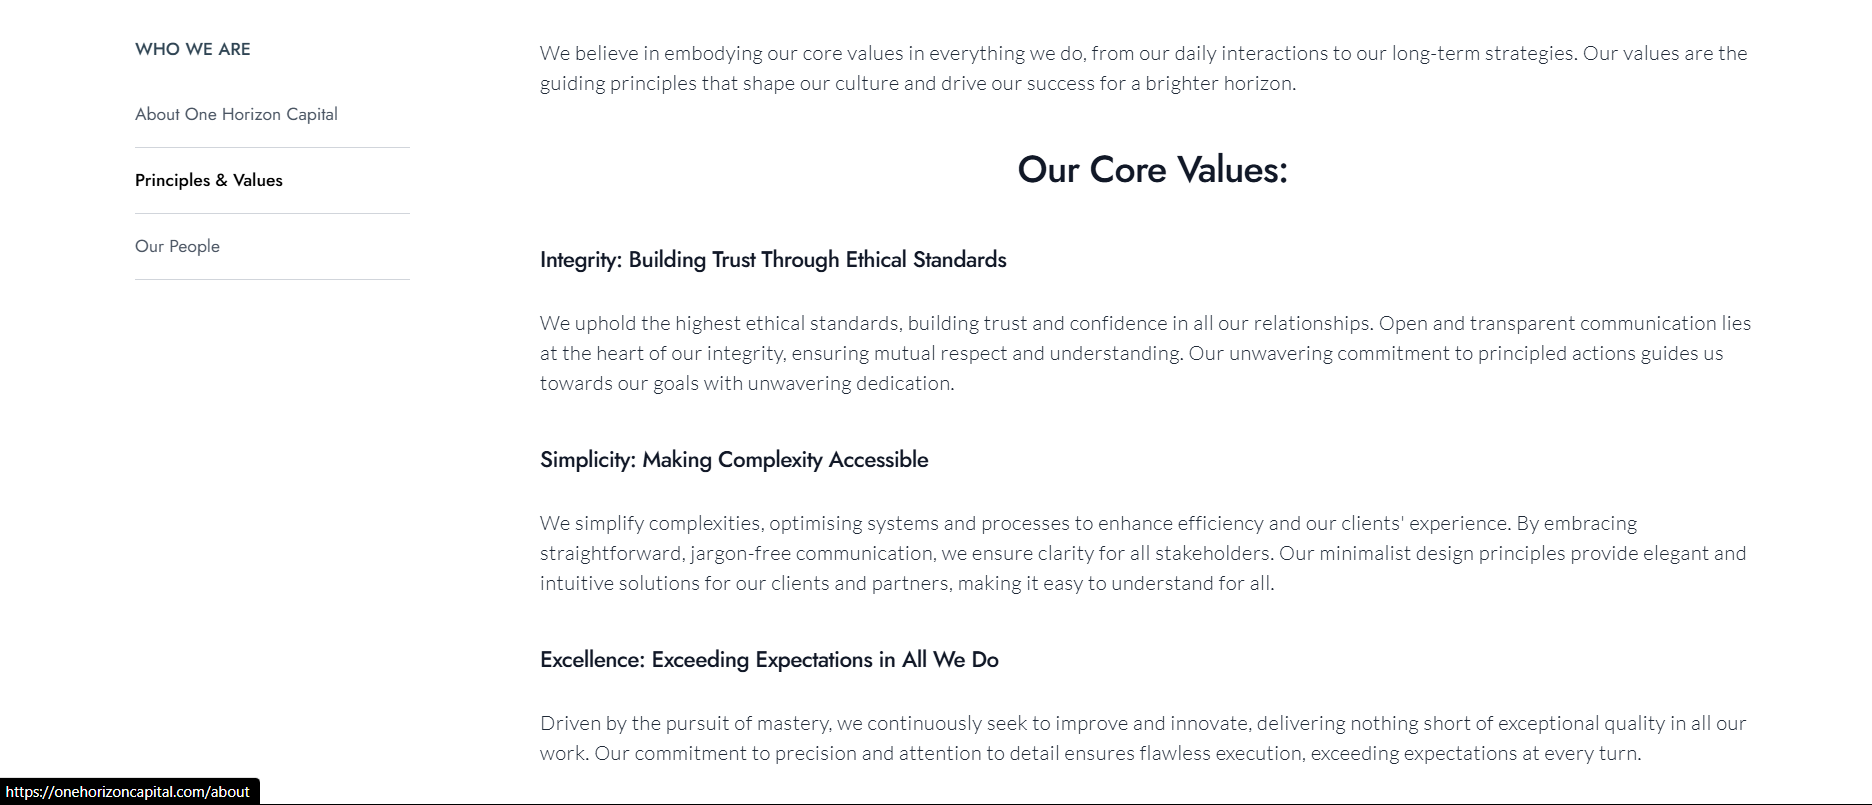 WHO WE ARE
About One Horizon Capital
Principles & Values
Our People
We believe in embodying our core values in everything we do, from our daily interactions to our long-term strategies. Our values are the
guiding principles that shape our culture and drive our success for a brighter horizon.
Our Core Values:
Integrity: Building Trust Through Ethical Standards
We uphold the highest ethical standards, building trust and confidence in all our relationships. Open and transparent communication lies
at the heart of our integrity, ensuring mutual respect and understanding. Our unwavering commitment to principled actions guides us
towards our goals with unwavering dedication.
Simplicity: Making Complexity Accessible
We simplify complexities, optimising systems and processes to enhance efficiency and our clients' experience. By embracing
straightforward, jargon-free communication, we ensure clarity for all stakeholders. Our minimalist design principles provide elegant and
intuitive solutions for our clients and partners, making it easy to understand for all.
Excellence: Exceeding Expectations in All We Do
Driven by the pursuit of mastery, we continuously seek to improve and innovate, delivering nothing short of exceptional quality in all our
work. Our commitment to precision and attention to detail ensures flawless execution, exceeding expectations at every turn.
https://onehorizoncapital.com/about